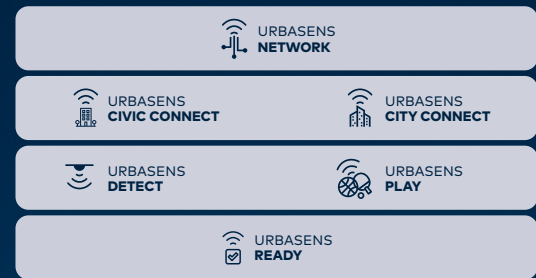 URBASENS
NETWORK
URBASENS
CIVIC CONNECT
URBASENS
CITY CONNECT
URBASENS
DETECT
URBASENS
PLAY
URBASENS
READY